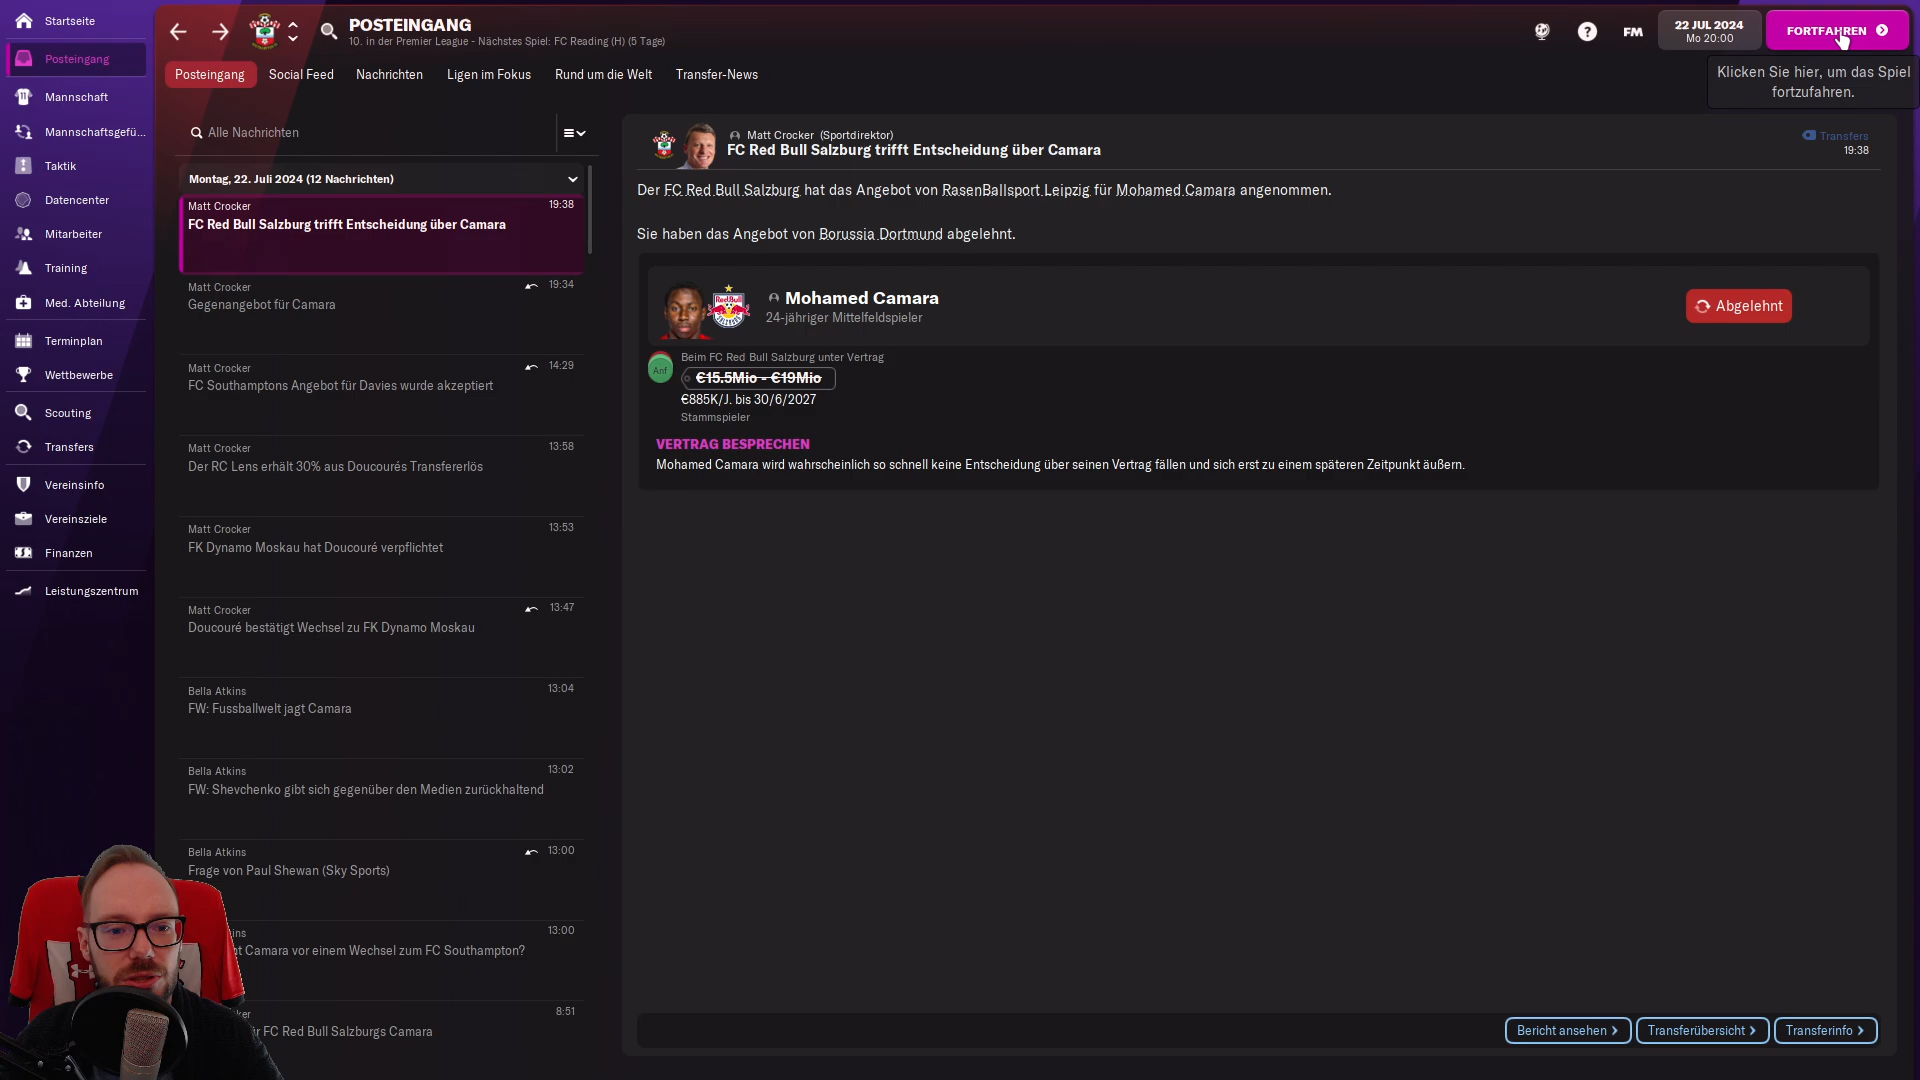 Startseite
Posteingang
Mannschaft
Mannschaftsgefü...
Taktik
Datencenter
Mitarbeiter
Training
Med. Abteilung
Terminplan
Wettbewerbe
Scouting
Transfers
Vereinsinfo
Vereinsziele
Finanzen
Leistungszentrum
POSTEINGANG
10. in der Premier League - Nächstes Spiel: FC Reading (H) (5 Tage)
FM
22 JUL 2024
Mo 20:00
FORTFAHREN
Klicken Sie hier, um das Spiel
fortzufahren.
Posteingang
Social Feed
Nachrichten
Ligen im Fokus
Rund um die Welt
Transfer-News
Alle Nachrichten
Montag, 22. Juli 2024 (12 Nachrichten)
Matt Crocker 19:38
FC Red Bull Salzburg trifft Entscheidung über Camara
Matt Crocker 19:34
Gegenangebot für Camara
Matt Crocker 14:29
FC Southamptons Angebot für Davies wurde akzeptiert
Matt Crocker 13:58
Der RC Lens erhält 30% aus Doucourés Transfererlös
Matt Crocker 13:53
FK Dynamo Moskau hat Doucouré verpflichtet
Matt Crocker 13:47
Doucouré bestätigt Wechsel zu FK Dynamo Moskau
Bella Atkins 13:04
FW: Fussballwelt jagt Camara
Bella Atkins 13:02
FW: Shevchenko gibt sich gegenüber den Medien zurückhaltend
Bella Atkins 13:00
Frage von Paul Shewan (Sky Sports)
ins 13:00
t Camara vor einem Wechsel zum FC Southampton?
ker 8:51
r FC Red Bull Salzburgs Camara
Matt Crocker (Sportdirektor)
FC Red Bull Salzburg trifft Entscheidung über Camara
Transfers
19:38
Der FC Red Bull Salzburg hat das Angebot von RasenBallsport Leipzig für Mohamed Camara angenommen.
Sie haben das Angebot von Borussia Dortmund abgelehnt.
Mohamed Camara
24-jähriger Mittelfeldspieler
Abgelehnt
Anf
Beim FC Red Bull Salzburg unter Vertrag
€15.5Mio - €19Mio
€885K/J. bis 30/6/2027
Stammspieler
VERTRAG BESPRECHEN
Mohamed Camara wird wahrscheinlich so schnell keine Entscheidung über seinen Vertrag fällen und sich erst zu einem späteren Zeitpunkt äußern.
Bericht ansehen
Transferübersicht
Transferinfo